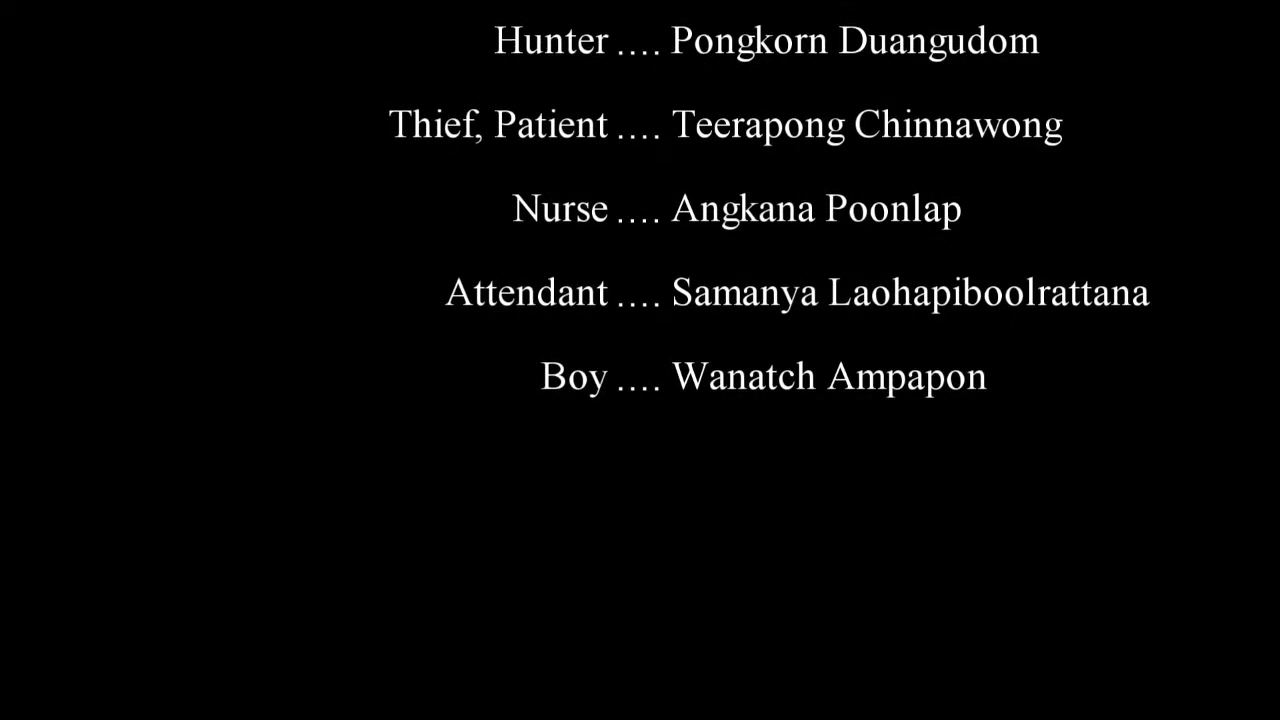 Hunter .... Pongkorn Duangudom
Thief, Patient .... Teerapong Chinnawong
Nurse .... Angkana Poonlap
Attendant .... Samanya Laohapiboolrattana
Boy .... Wanatch Ampapon